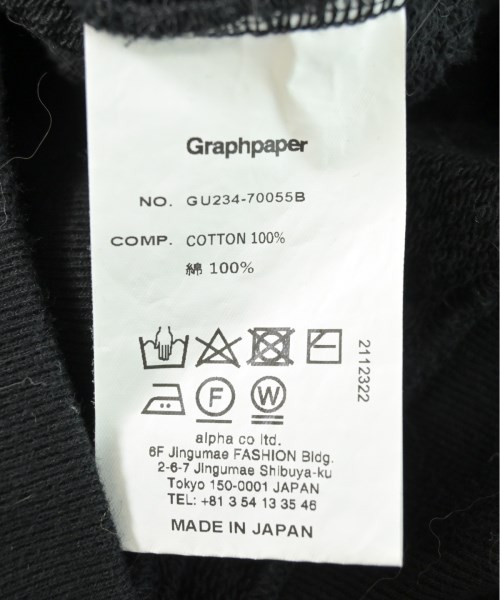 Graphpaper
NO. GU234-70055B
COMP. COTTON 100%
綿 100%
2112322
F W
alpha co ltd.
6F Jingumae FASHION Bldg.
2-6-7 Jingumae Shibuya-ku
Tokyo 150-0001 JAPAN
TEL: +81 3 54 13 35 46
MADE IN JAPAN